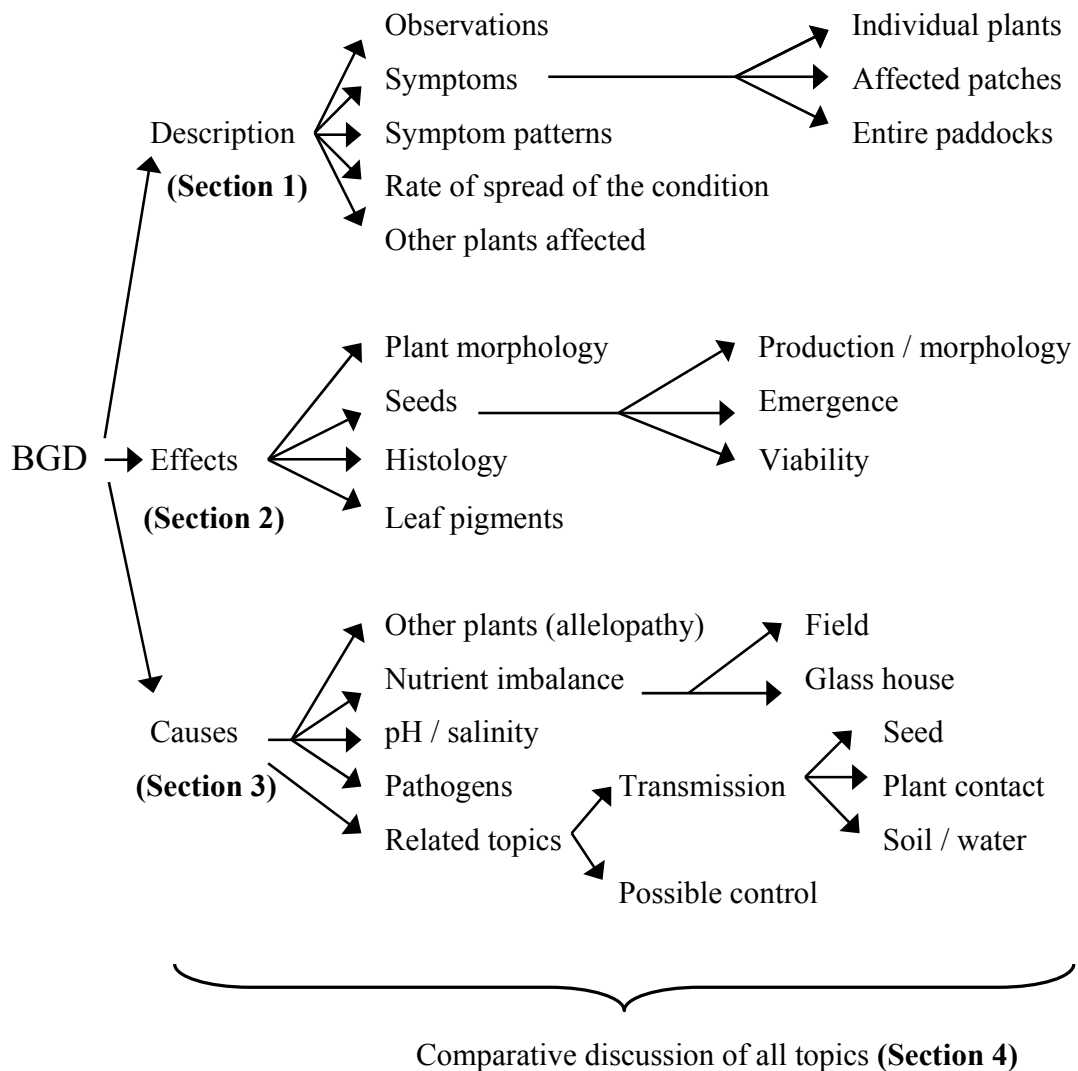 Observations
Individual plants
Symptoms
Affected patches
Description
Symptom patterns
Entire paddocks
(Section 1)
Rate of spread of the condition
Other plants affected
Plant morphology
Production / morphology
Seeds
Emergence
BGD
Effects
Histology
Viability
(Section 2)
Leaf pigments
Other plants (allelopathy)
Field
Nutrient imbalance
Glass house
Causes
pH / salinity
Seed
(Section 3)
Pathogens
Transmission
Plant contact
Related topics
Soil / water
Possible control
Comparative discussion of all topics (Section 4)